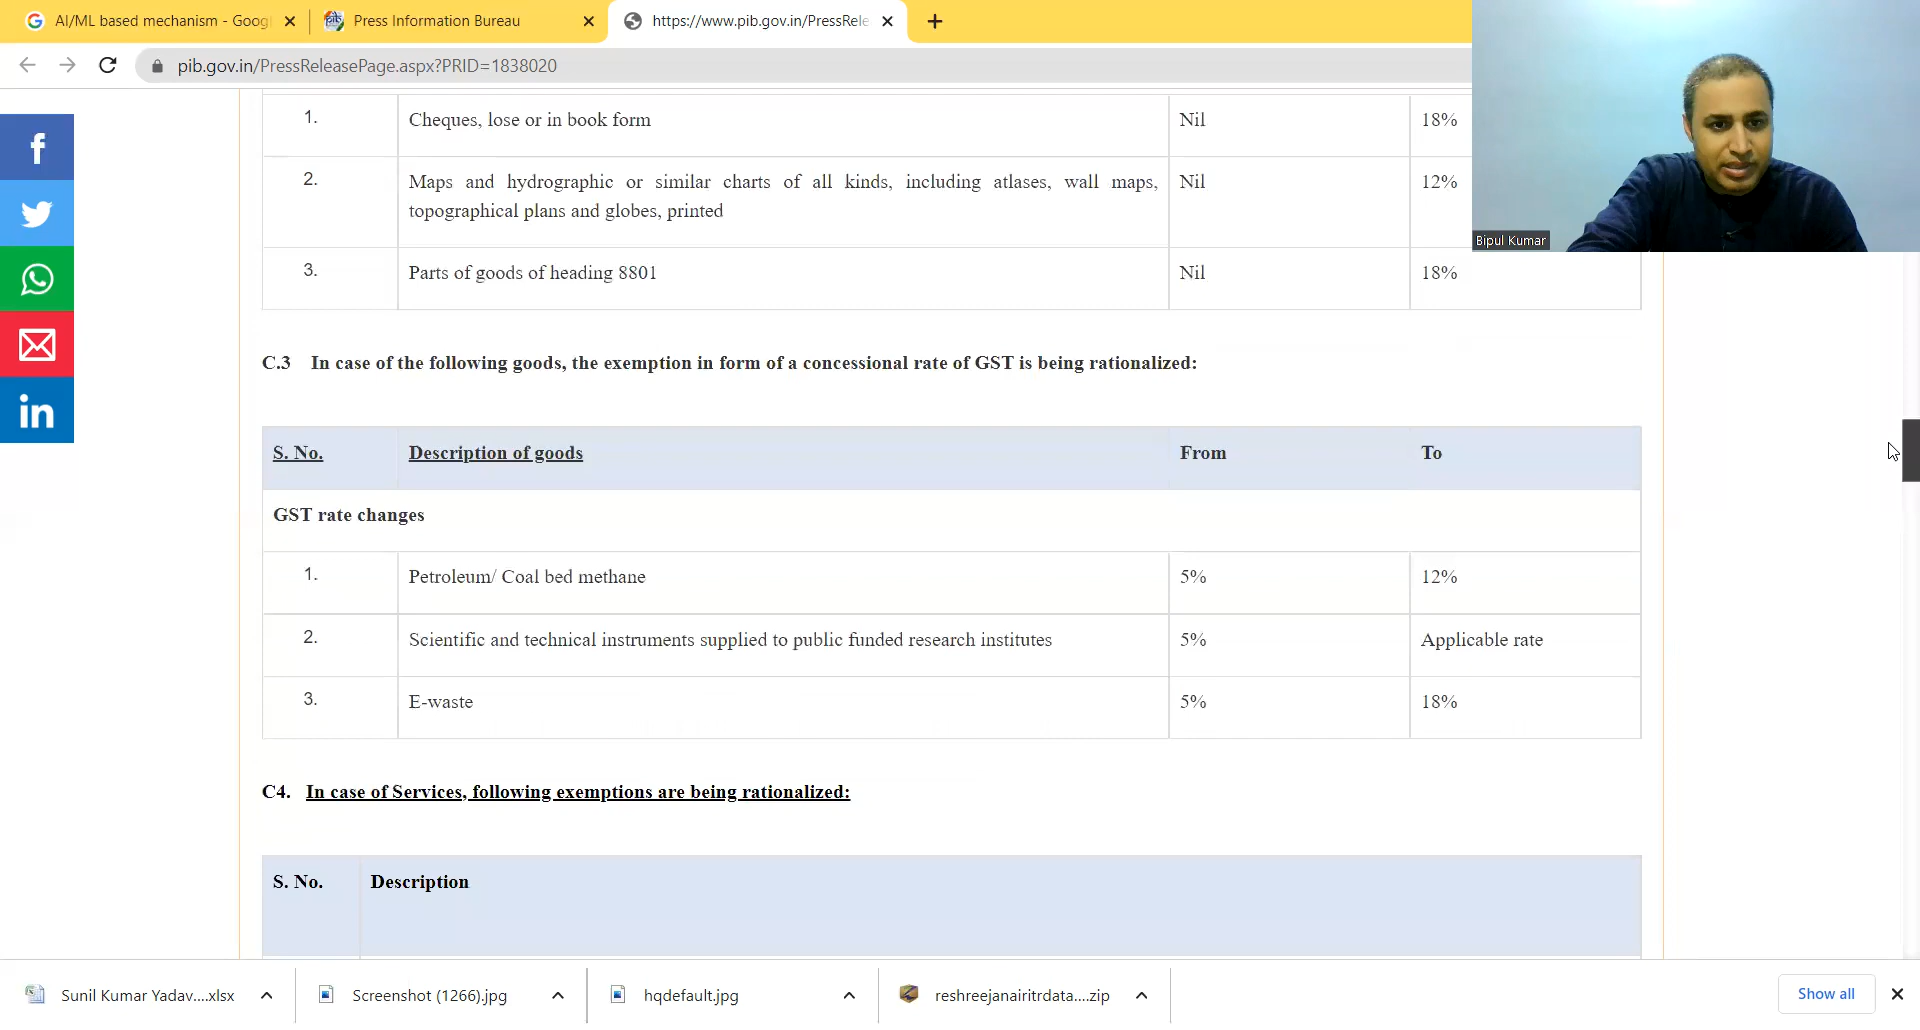 AI/ML based mechanism - Goog
Press Information Bureau
https://www.pib.gov.in/PressRele
pib.gov.in/PressReleasePage.aspx?PRID=1838020
1. Cheques, lose or in book form Nil 18%
2. Maps and hydrographic or similar charts of all kinds, including atlases, wall maps, Nil 12%
topographical plans and globes, printed
Bipul Kumar
3. Parts of goods of heading 8801 Nil 18%
C.3 In case of the following goods, the exemption in form of a concessional rate of GST is being rationalized:
S. No. Description of goods From To
GST rate changes
1. Petroleum/ Coal bed methane 5% 12%
2. Scientific and technical instruments supplied to public funded research institutes 5% Applicable rate
3. E-waste 5% 18%
C4. In case of Services, following exemptions are being rationalized:
S. No. Description
Sunil Kumar Yadav....xlsx
Screenshot (1266).jpg
hqdefault.jpg
reshreejanairitrdata....zip
Show all